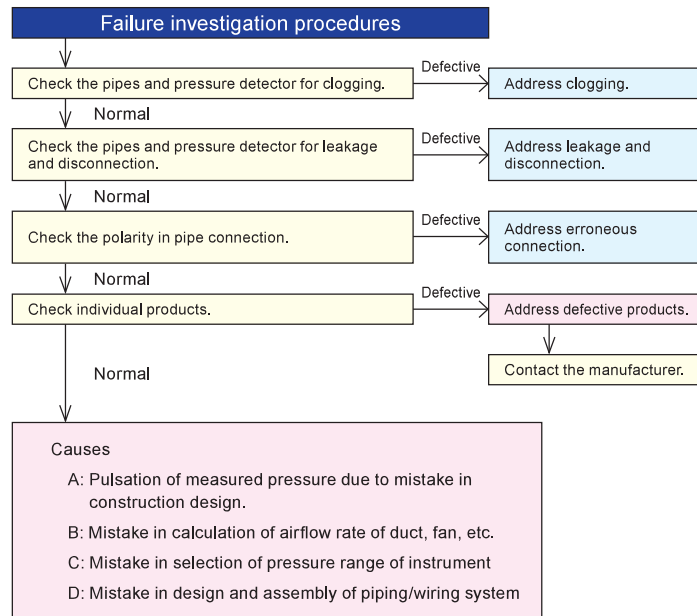 Failure investigation procedures
Check the pipes and pressure detector for clogging.
Defective
Address clogging.
Normal
Check the pipes and pressure detector for leakage
and disconnection.
Defective
Address leakage and
disconnection.
Normal
Check the polarity in pipe connection.
Defective
Address erroneous
connection.
Normal
Check individual products.
Defective
Address defective products.
Contact the manufacturer.
Normal
Causes
A: Pulsation of measured pressure due to mistake in
construction design.
B: Mistake in calculation of airflow rate of duct, fan, etc.
C: Mistake in selection of pressure range of instrument
D: Mistake in design and assembly of piping/wiring system